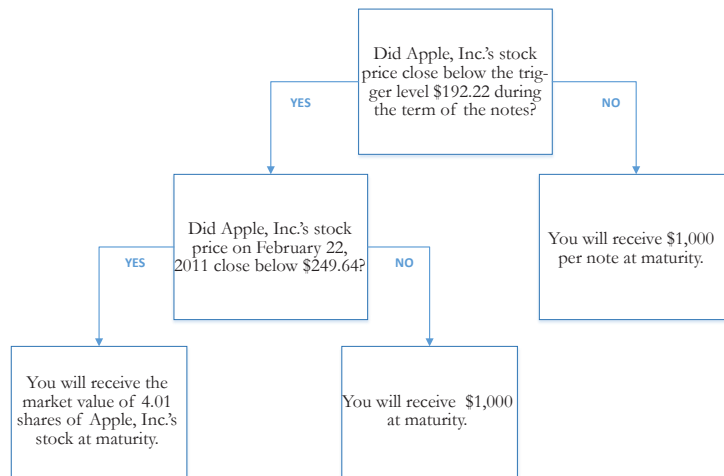 Did Apple, Inc.'s stock
price close below the trig-
ger level $192.22 during
the term of the notes?
YES
NO
Did Apple, Inc.'s stock
price on February 22,
2011 close below $249.64?
You will receive $1,000
per note at maturity.
YES
NO
You will receive the
market value of 4.01
shares of Apple, Inc.'s
stock at maturity.
You will receive $1,000
at maturity.